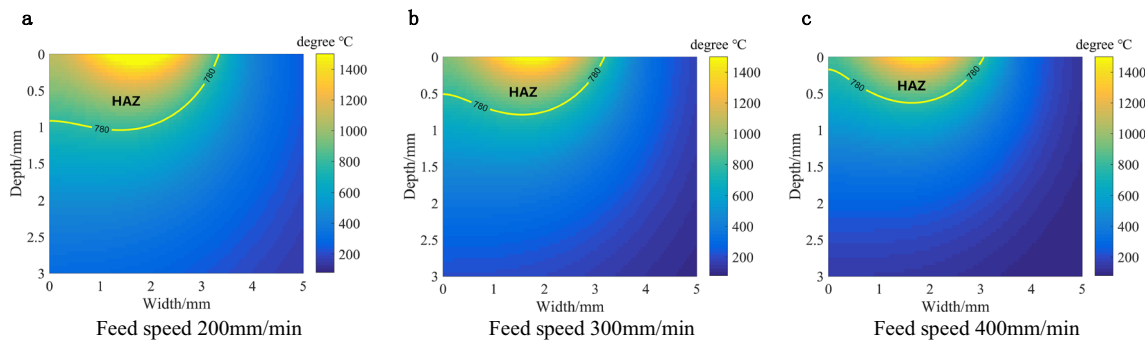 a
degree °C
0
0.5
1
1.5
2
2.5
3
Depth/mm
HAZ
780
780
0 1 2 3 4 5
Width/mm
1400
1200
1000
800
600
400
200
Feed speed 200mm/min
b
degree °C
0
0.5
1
1.5
2
2.5
3
Depth/mm
HAZ
780
780
0 1 2 3 4 5
Width/mm
1400
1200
1000
800
600
400
200
Feed speed 300mm/min
c
degree °C
0
0.5
1
1.5
2
2.5
3
Depth/mm
HAZ
780
780
0 1 2 3 4 5
Width/mm
1400
1200
1000
800
600
400
200
Feed speed 400mm/min